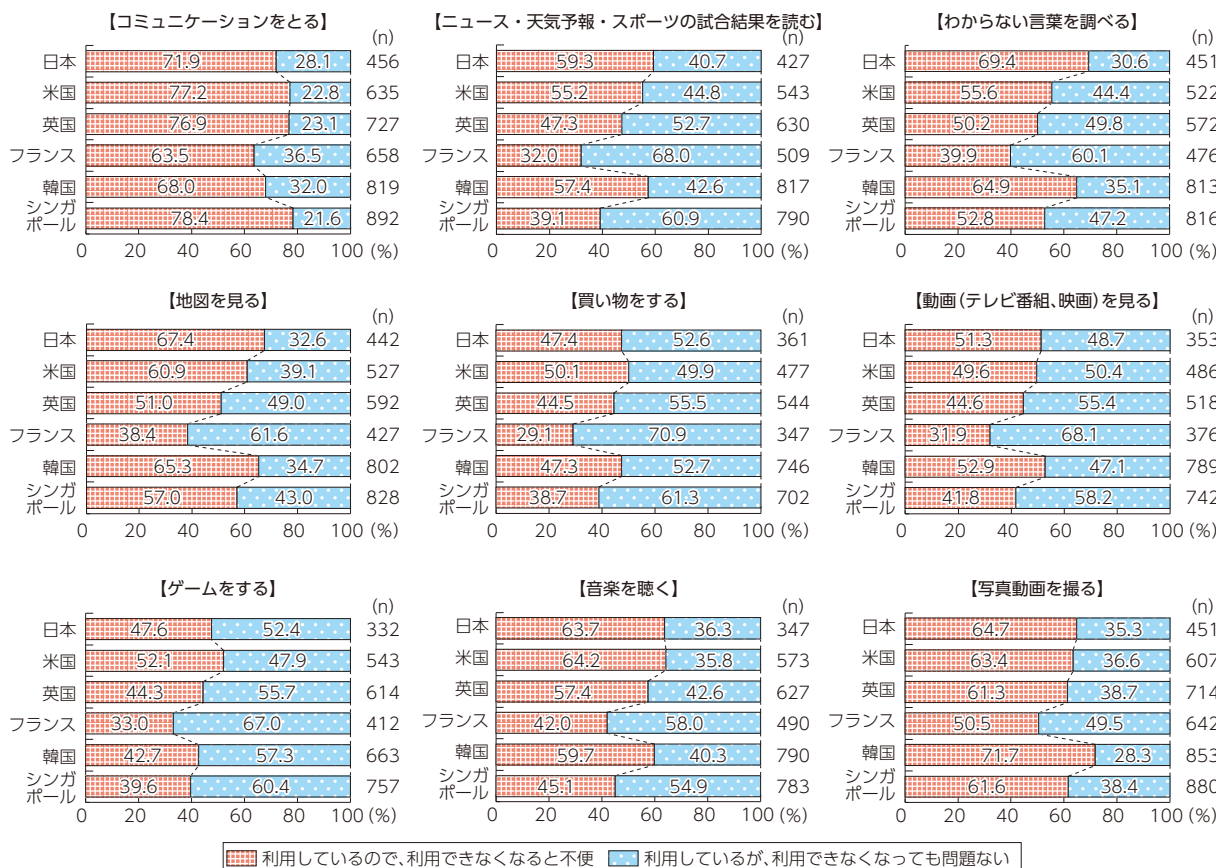 【コミュニケーションをとる】
(n)
日本 71.9 28.1 456
米国 77.2 22.8 635
英国 76.9 23.1 727
フランス 63.5 36.5 658
韓国 68.0 32.0 819
シンガポール 78.4 21.6 892
0 20 40 60 80 100 (%)
【ニュース・天気予報・スポーツの試合結果を読む】
(n)
日本 59.3 40.7 427
米国 55.2 44.8 543
英国 47.3 52.7 630
フランス 32.0 68.0 509
韓国 57.4 42.6 817
シンガポール 39.1 60.9 790
0 20 40 60 80 100 (%)
【わからない言葉を調べる】
(n)
日本 69.4 30.6 451
米国 55.6 44.4 522
英国 50.2 49.8 572
フランス 39.9 60.1 476
韓国 64.9 35.1 813
シンガポール 52.8 47.2 816
0 20 40 60 80 100 (%)
【地図を見る】
(n)
日本 67.4 32.6 442
米国 60.9 39.1 527
英国 51.0 49.0 592
フランス 38.4 61.6 427
韓国 65.3 34.7 802
シンガポール 57.0 43.0 828
0 20 40 60 80 100 (%)
【買い物をする】
(n)
日本 47.4 52.6 361
米国 50.1 49.9 477
英国 44.5 55.5 544
フランス 29.1 70.9 347
韓国 47.3 52.7 746
シンガポール 38.7 61.3 702
0 20 40 60 80 100 (%)
【動画(テレビ番組、映画)を見る】
(n)
日本 51.3 48.7 353
米国 49.6 50.4 486
英国 44.6 55.4 518
フランス 31.9 68.1 376
韓国 52.9 47.1 789
シンガポール 41.8 58.2 742
0 20 40 60 80 100 (%)
【ゲームをする】
(n)
日本 47.6 52.4 332
米国 52.1 47.9 543
英国 44.3 55.7 614
フランス 33.0 67.0 412
韓国 42.7 57.3 663
シンガポール 39.6 60.4 757
0 20 40 60 80 100 (%)
【音楽を聴く】
(n)
日本 63.7 36.3 347
米国 64.2 35.8 573
英国 57.4 42.6 627
フランス 42.0 58.0 490
韓国 59.7 40.3 790
シンガポール 45.1 54.9 783
0 20 40 60 80 100 (%)
【写真動画を撮る】
(n)
日本 64.7 35.3 451
米国 63.4 36.6 607
英国 61.3 38.7 714
フランス 50.5 49.5 642
韓国 71.7 28.3 853
シンガポール 61.6 38.4 880
0 20 40 60 80 100 (%)
利用しているので、利用できなくなると不便 利用しているが、利用できなくなっても問題ない